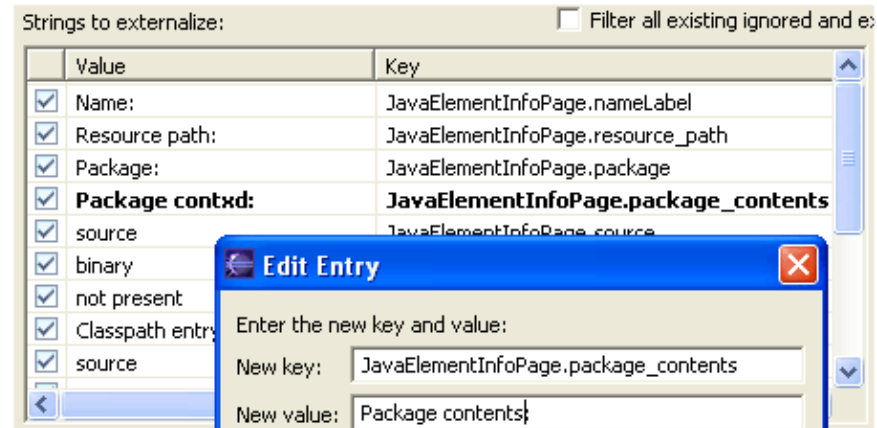 Strings to externalize: Filter all existing ignored and ex
Value Key
Name: JavaElementInfoPage.nameLabel
Resource path: JavaElementInfoPage.resource_path
Package: JavaElementInfoPage.package
Package contxd: JavaElementInfoPage.package_contents
source JavaElementInfoPage.source
binary
not present
Classpath entry
source
Edit Entry
Enter the new key and value:
New key: JavaElementInfoPage.package_contents
New value: Package contents: